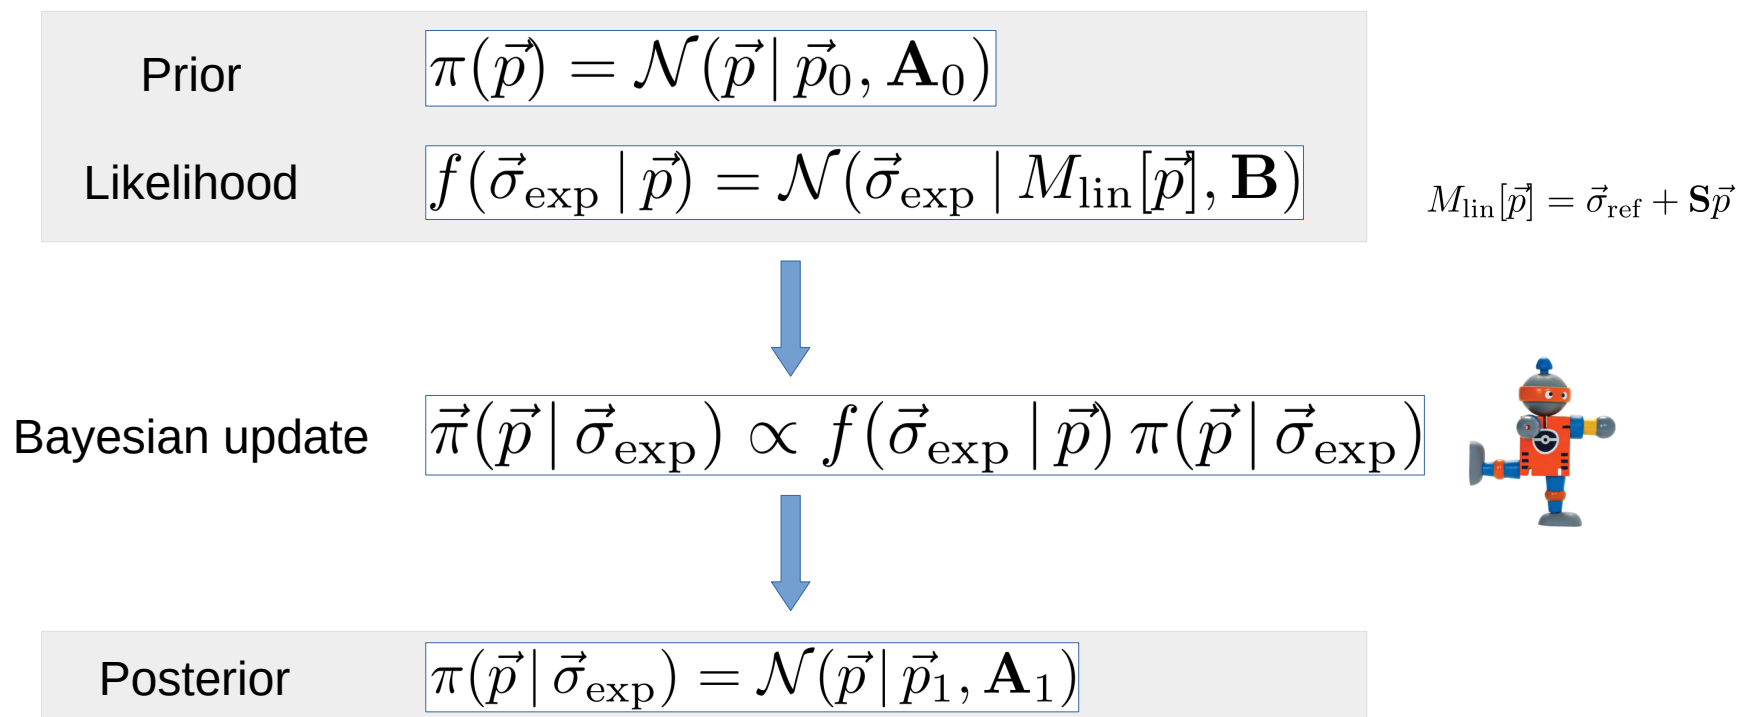 Prior π(p⃗) = 𝒩(p⃗ | p⃗₀, 𝐀₀)
Likelihood f(σ⃗_exp | p⃗) = 𝒩(σ⃗_exp | M_lin[p⃗], 𝐁)
M_lin[p⃗] = σ⃗_ref + 𝐒p⃗
Bayesian update π⃗(p⃗ | σ⃗_exp) ∝ f(σ⃗_exp | p⃗) π(p⃗ | σ⃗_exp)
Posterior π(p⃗ | σ⃗_exp) = 𝒩(p⃗ | p⃗₁, 𝐀₁)